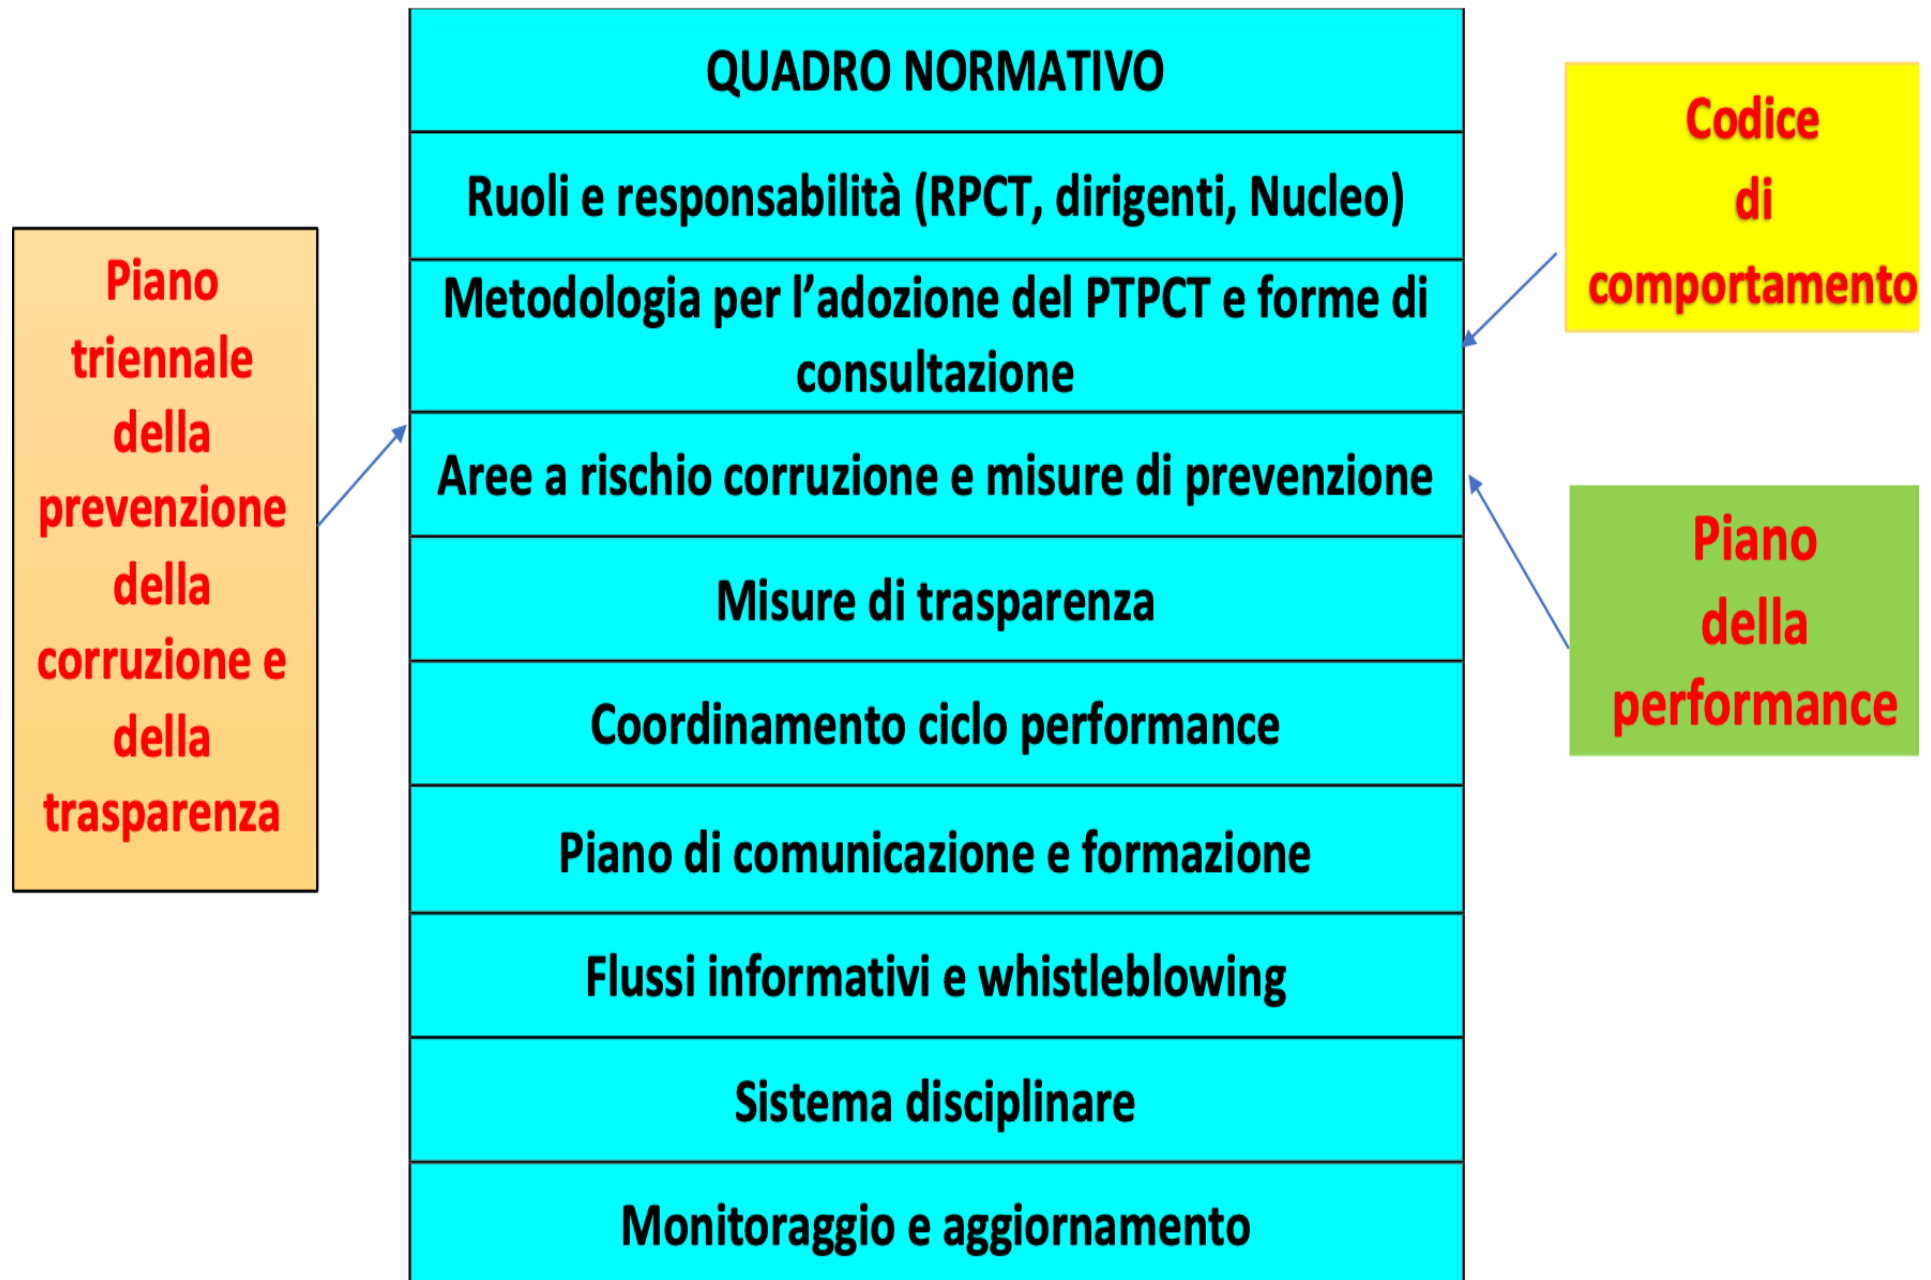 Piano
triennale
della
prevenzione
della
corruzione e
della
trasparenza
QUADRO NORMATIVO
Ruoli e responsabilità (RPCT, dirigenti, Nucleo)
Metodologia per l’adozione del PTPCT e forme di
consultazione
Aree a rischio corruzione e misure di prevenzione
Misure di trasparenza
Coordinamento ciclo performance
Piano di comunicazione e formazione
Flussi informativi e whistleblowing
Sistema disciplinare
Monitoraggio e aggiornamento
Codice
di
comportamento
Piano
della
performance